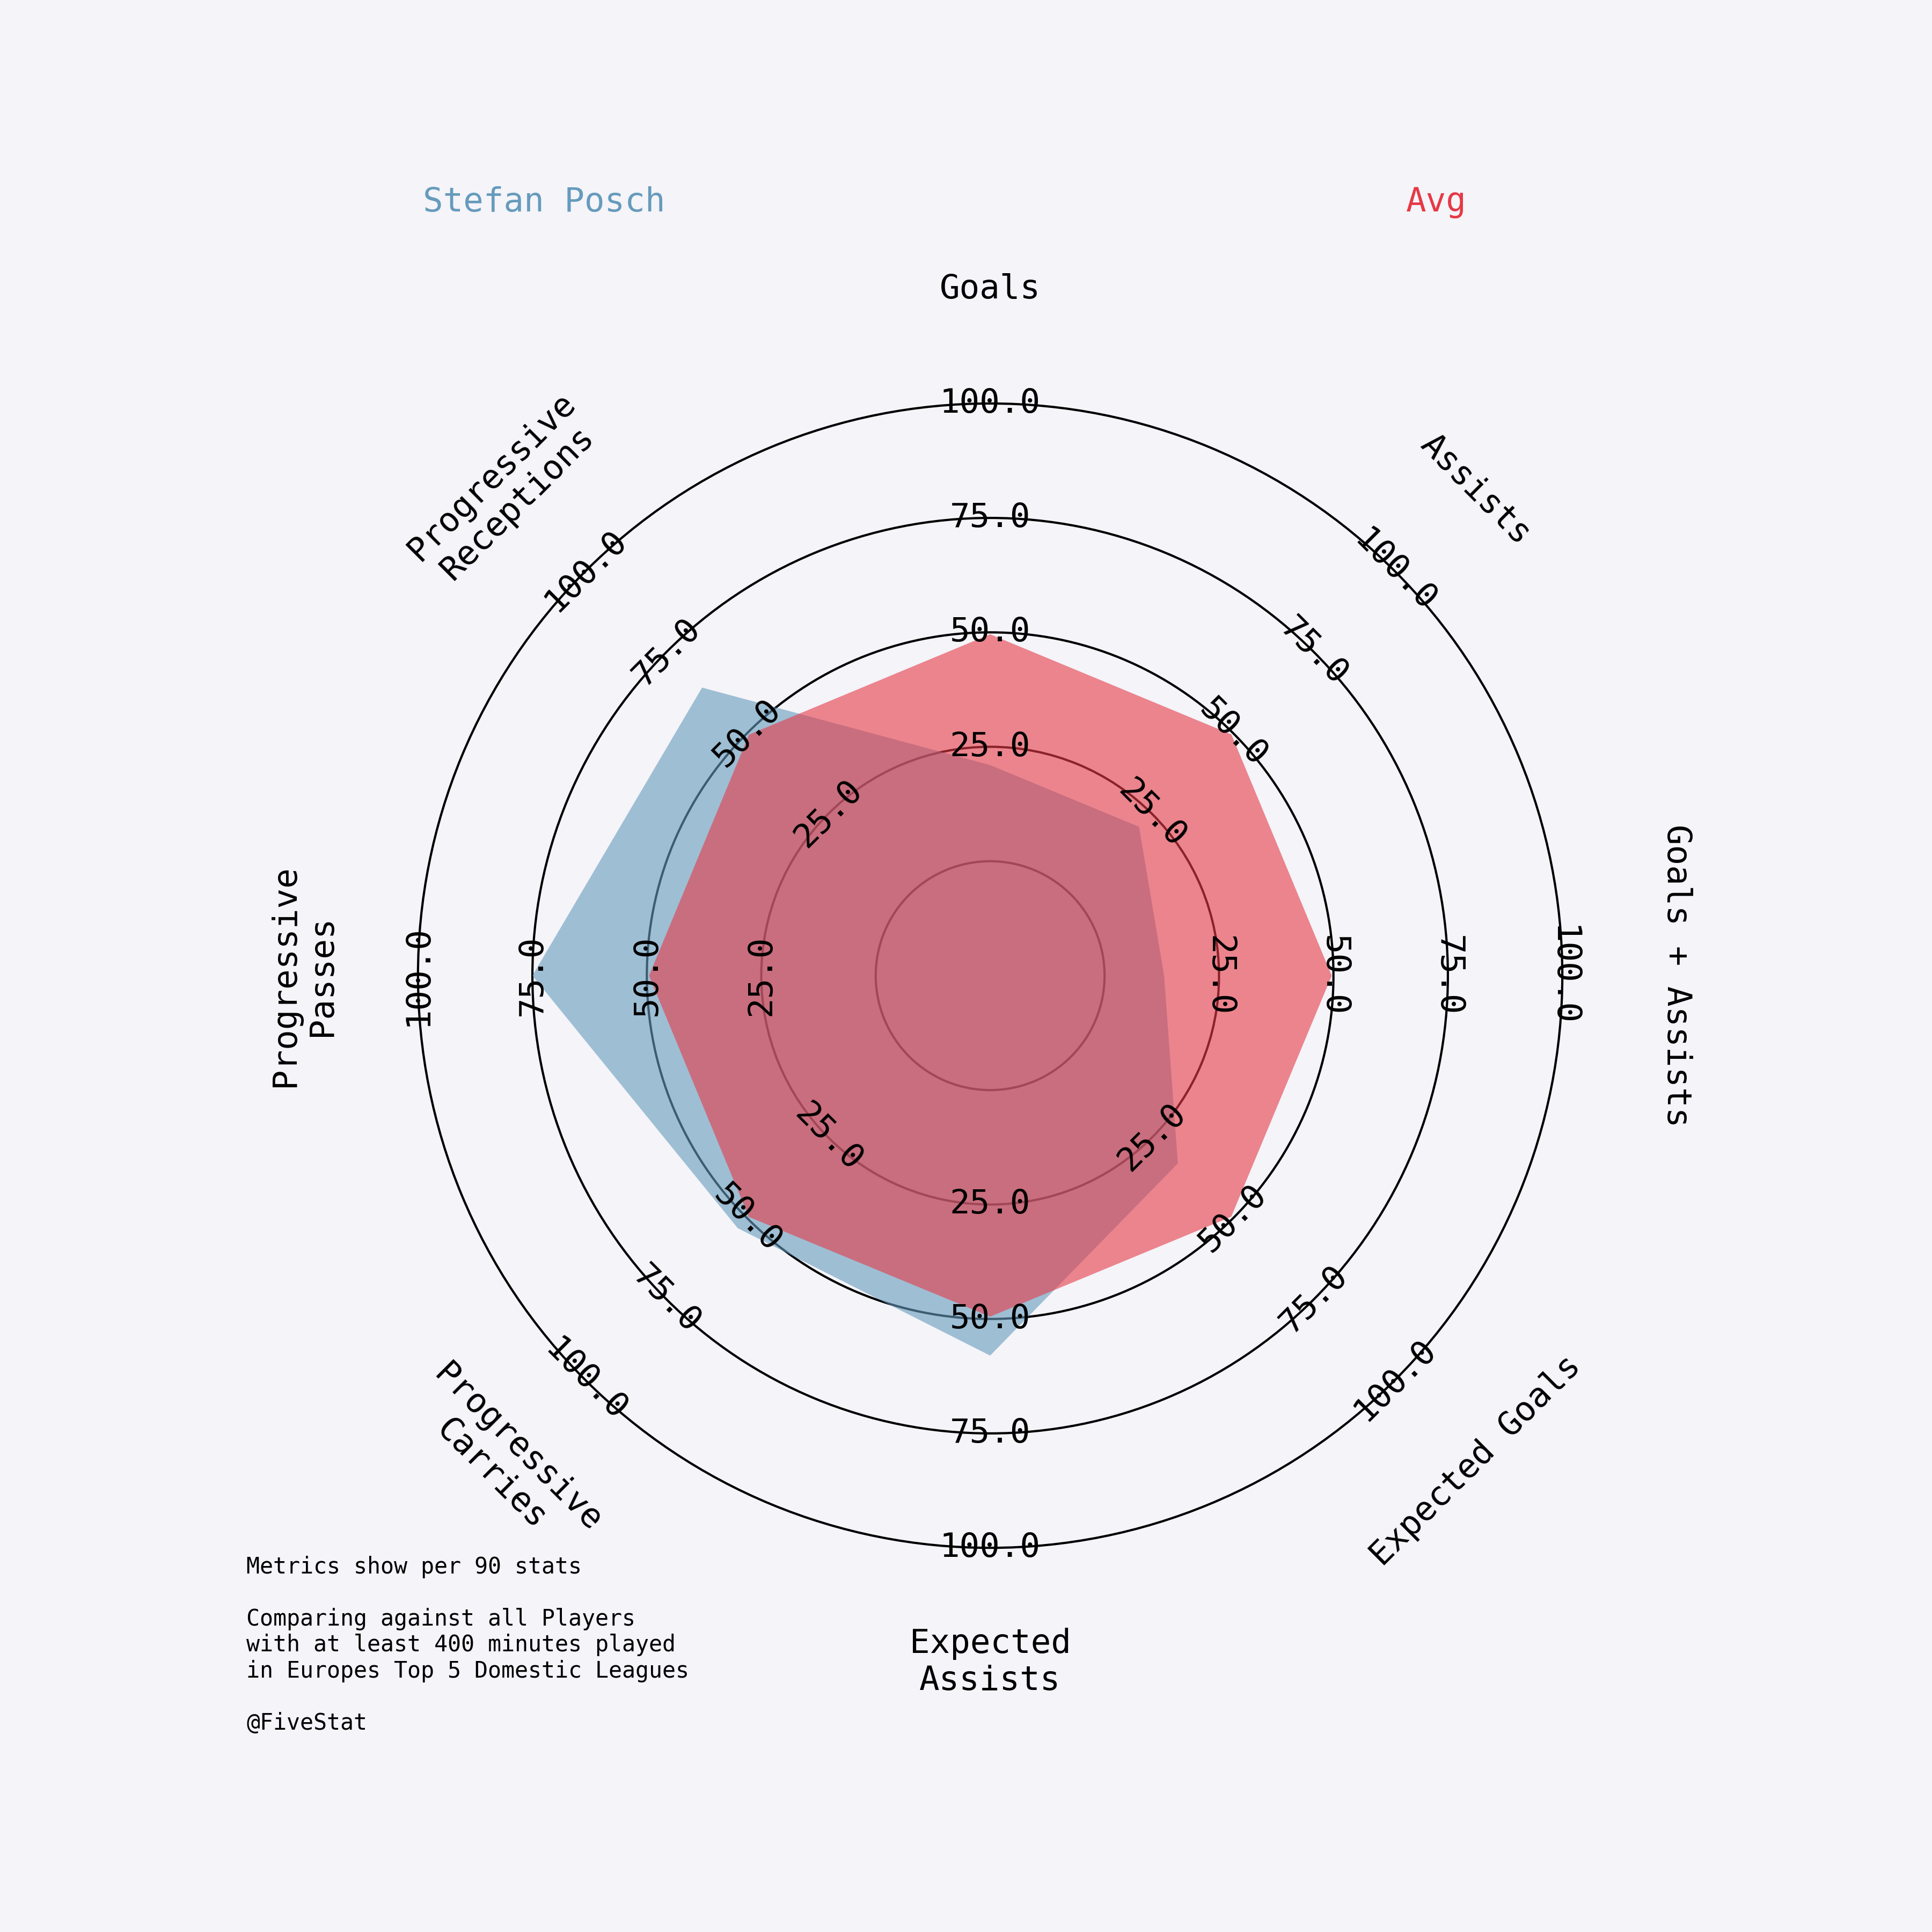 Stefan Posch
Avg
Goals
Assists
Goals + Assists
Expected Goals
Expected
Assists
Progressive
Carries
Progressive
Passes
Progressive
Receptions
25.0
50.0
75.0
100.0
25.0
50.0
75.0
100.0
25.0
50.0
75.0
100.0
25.0
50.0
75.0
100.0
25.0
50.0
75.0
100.0
25.0
50.0
75.0
100.0
25.0
50.0
75.0
100.0
25.0
50.0
75.0
100.0
Metrics show per 90 stats
Comparing against all Players
with at least 400 minutes played
in Europes Top 5 Domestic Leagues
@FiveStat